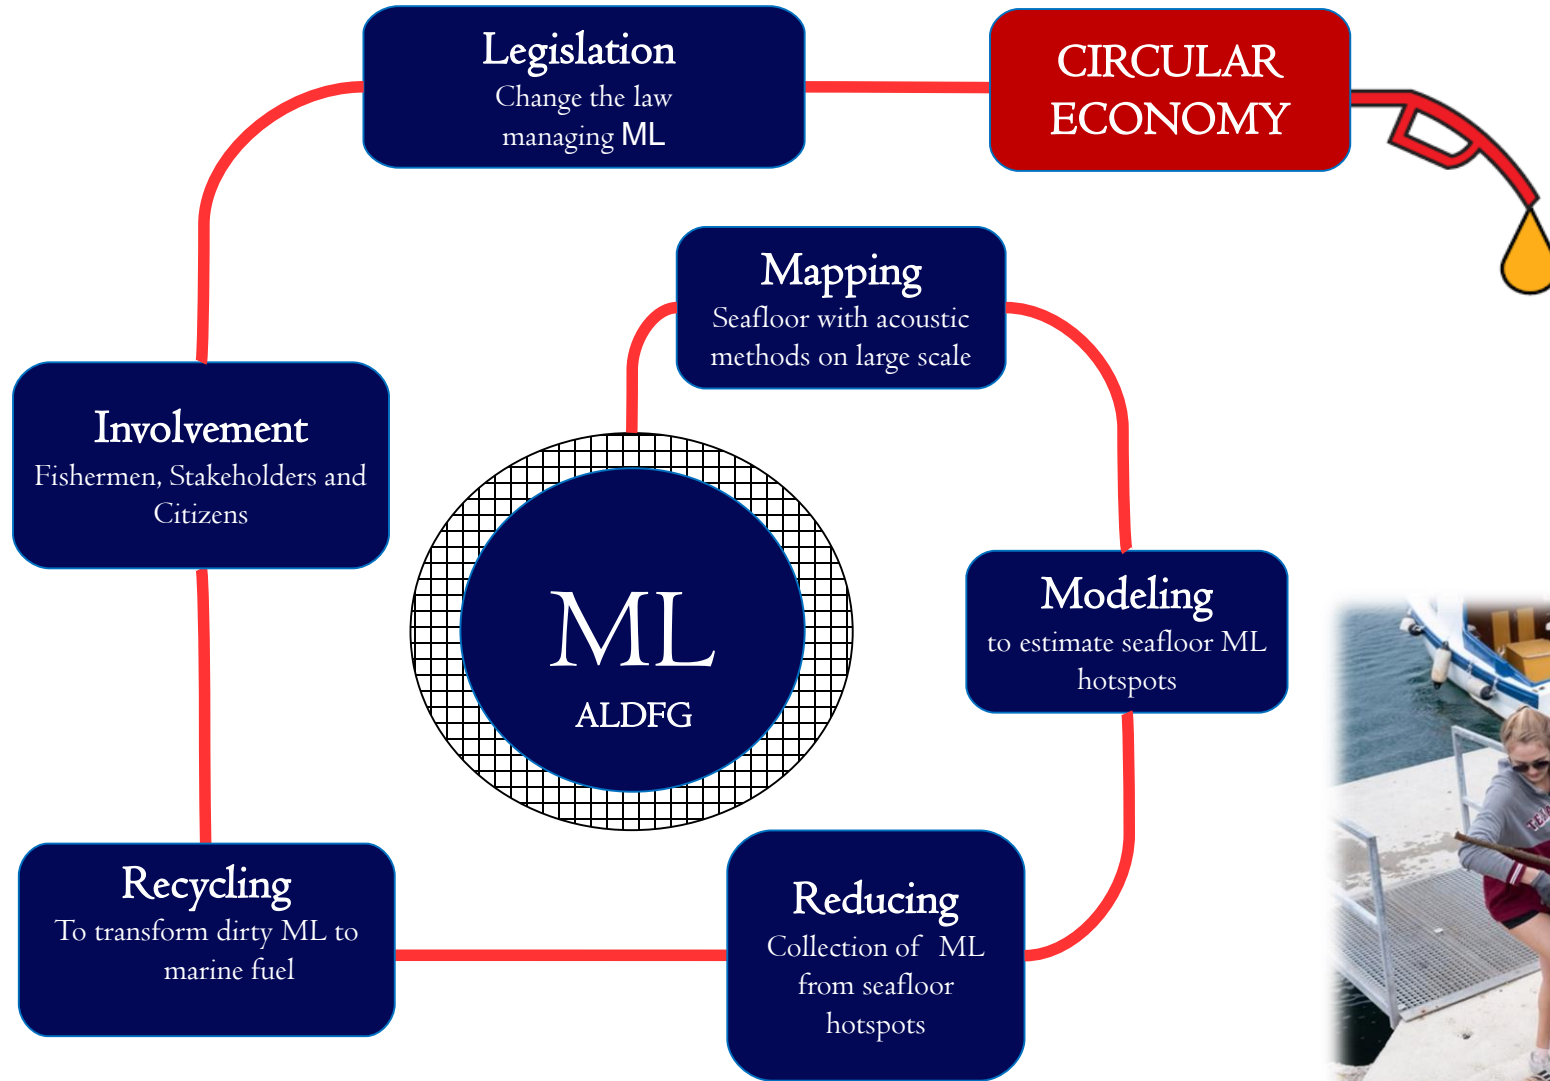 Legislation
Change the law
managing ML
CIRCULAR
ECONOMY
Mapping
Seafloor with acoustic
methods on large scale
Involvement
Fishermen, Stakeholders and
Citizens
ML
ALDFG
Modeling
to estimate seafloor ML
hotspots
Recycling
To transform dirty ML to
marine fuel
Reducing
Collection of ML
from seafloor
hotspots